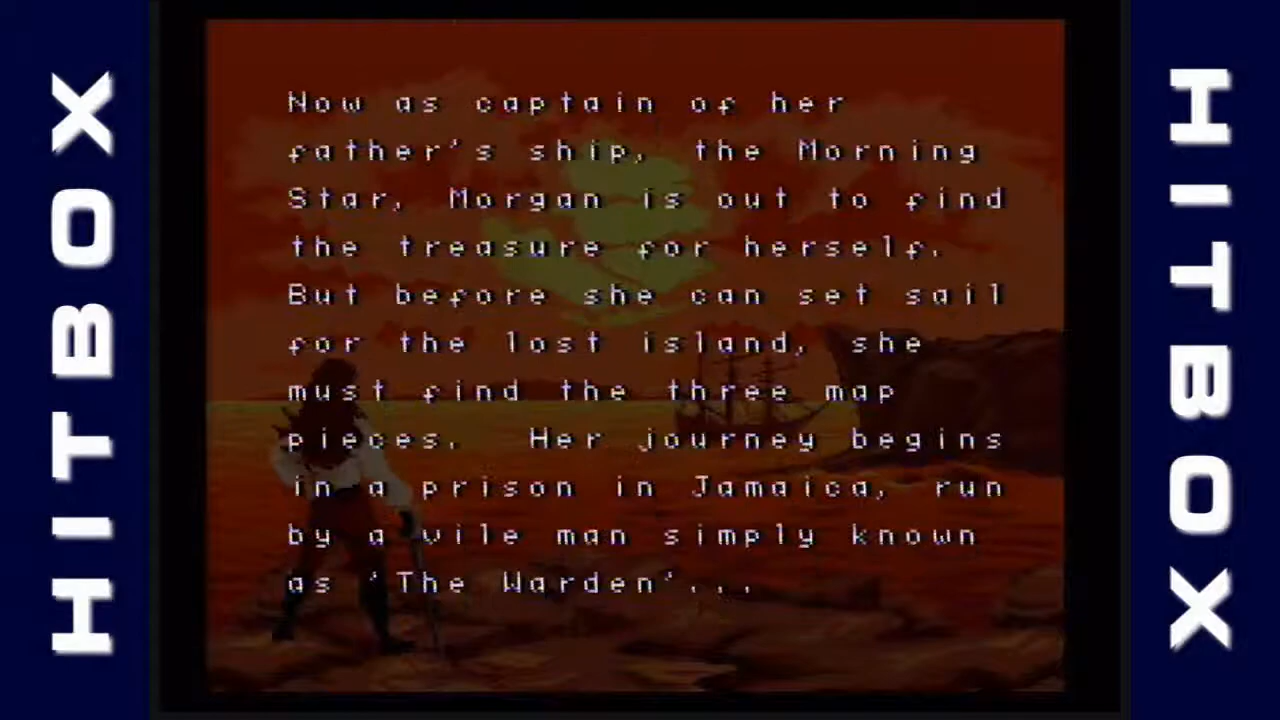 HITBOX
Now as captain of her
father's ship, the Morning
Star, Morgan is out to find
the treasure for herself.
But before she can set sail
for the lost island, she
must find the three map
pieces. Her journey begins
in a prison in Jamaica, run
by a vile man simply known
as 'The Warden'...
HITBOX